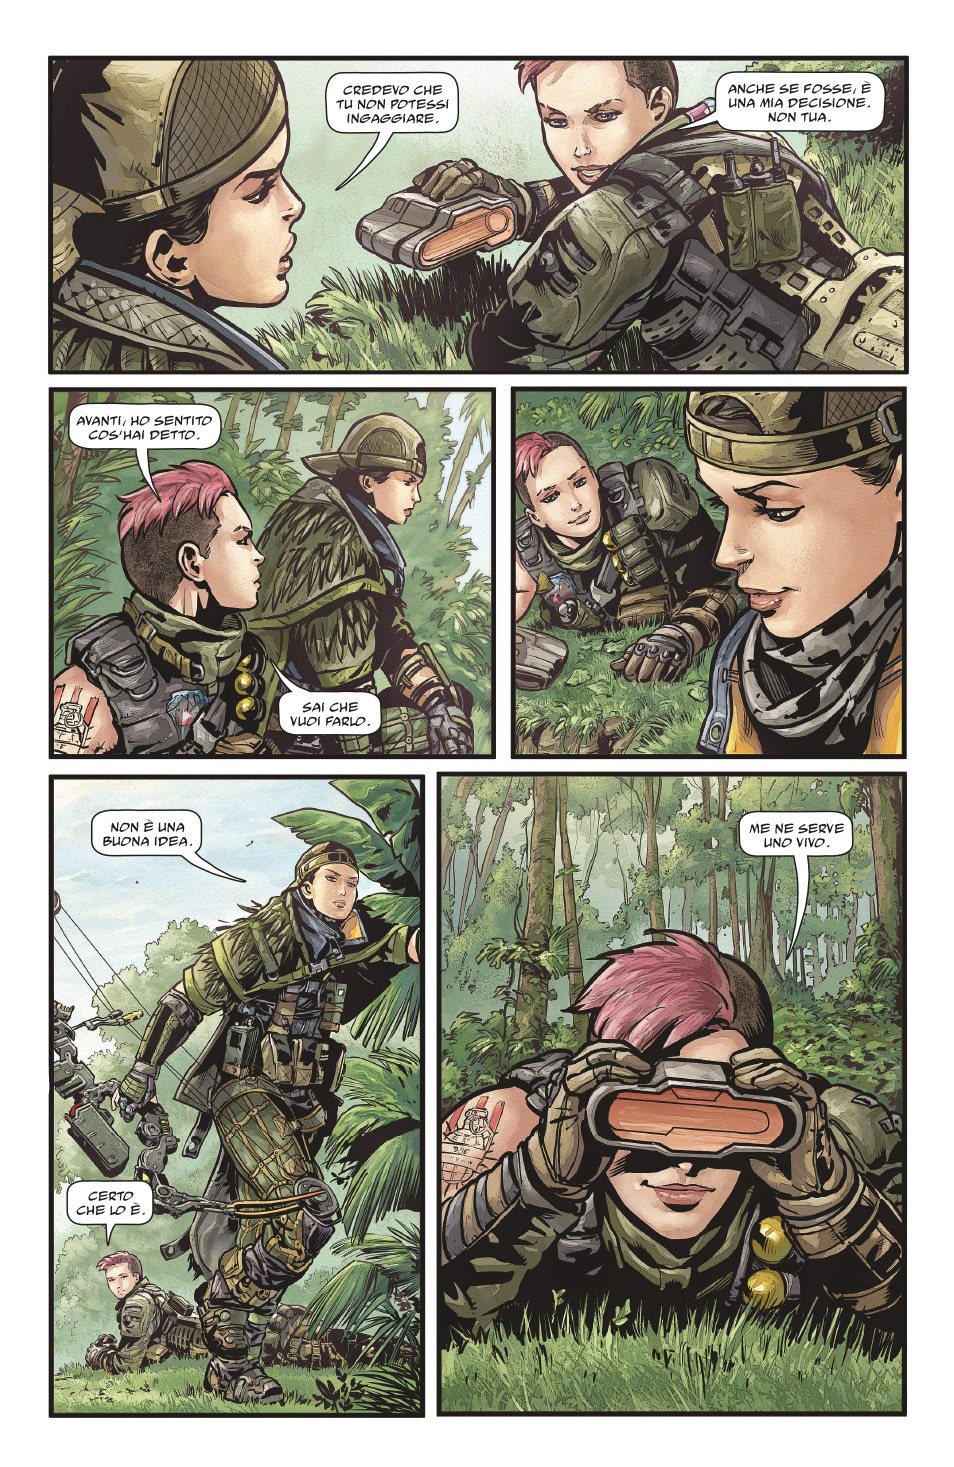 CREDEVO CHE
TU NON POTESSI
INGAGGIARE.
ANCHE SE FOSSE, È
UNA MIA DECISIONE.
NON TUA.
AVANTI, HO SENTITO
COS'HAI DETTO.
SAI CHE
VUOI FARLO.
NON È UNA
BUONA IDEA.
CERTO
CHE LO È.
ME NE SERVE
UNO VIVO.